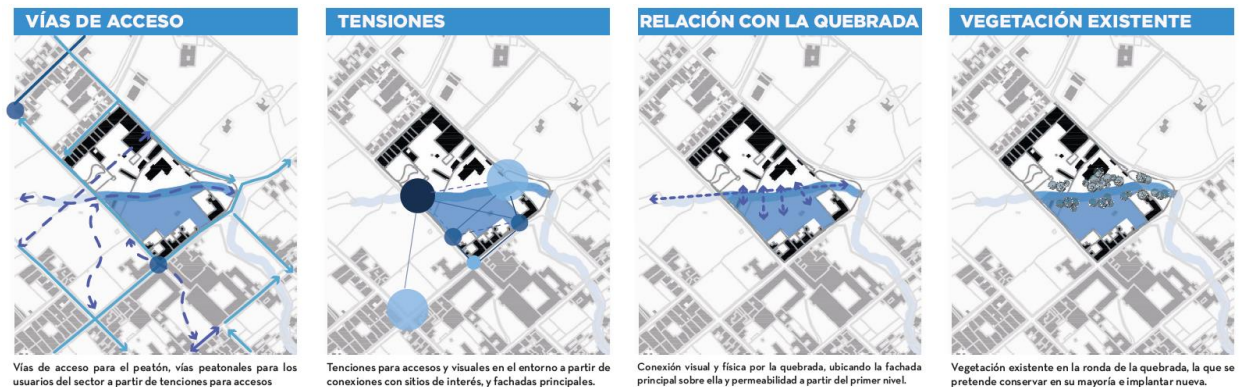 VÍAS DE ACCESO
Vías de acceso para el peatón, vías peatonales para los
usuarios del sector a partir de tenciones para accesos
TENSIONES
Tenciones para accesos y visuales en el entorno a partir de
conexiones con sitios de interés, y fachadas principales.
RELACIÓN CON LA QUEBRADA
Conexión visual y física por la quebrada, ubicando la fachada
principal sobre ella y permeabilidad a partir del primer nivel.
VEGETACIÓN EXISTENTE
Vegetación existente en la ronda de la quebrada, la que se
pretende conservar en su mayoría e implantar nueva.